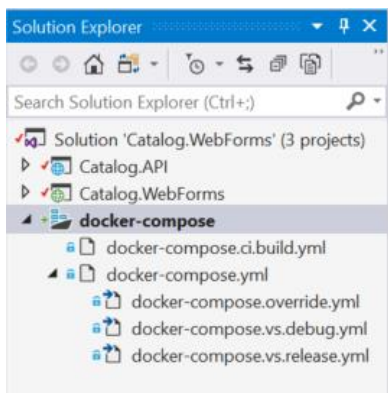 Solution Explorer
Search Solution Explorer (Ctrl+;)
Solution 'Catalog.WebForms' (3 projects)
Catalog.API
Catalog.WebForms
docker-compose
docker-compose.ci.build.yml
docker-compose.yml
docker-compose.override.yml
docker-compose.vs.debug.yml
docker-compose.vs.release.yml